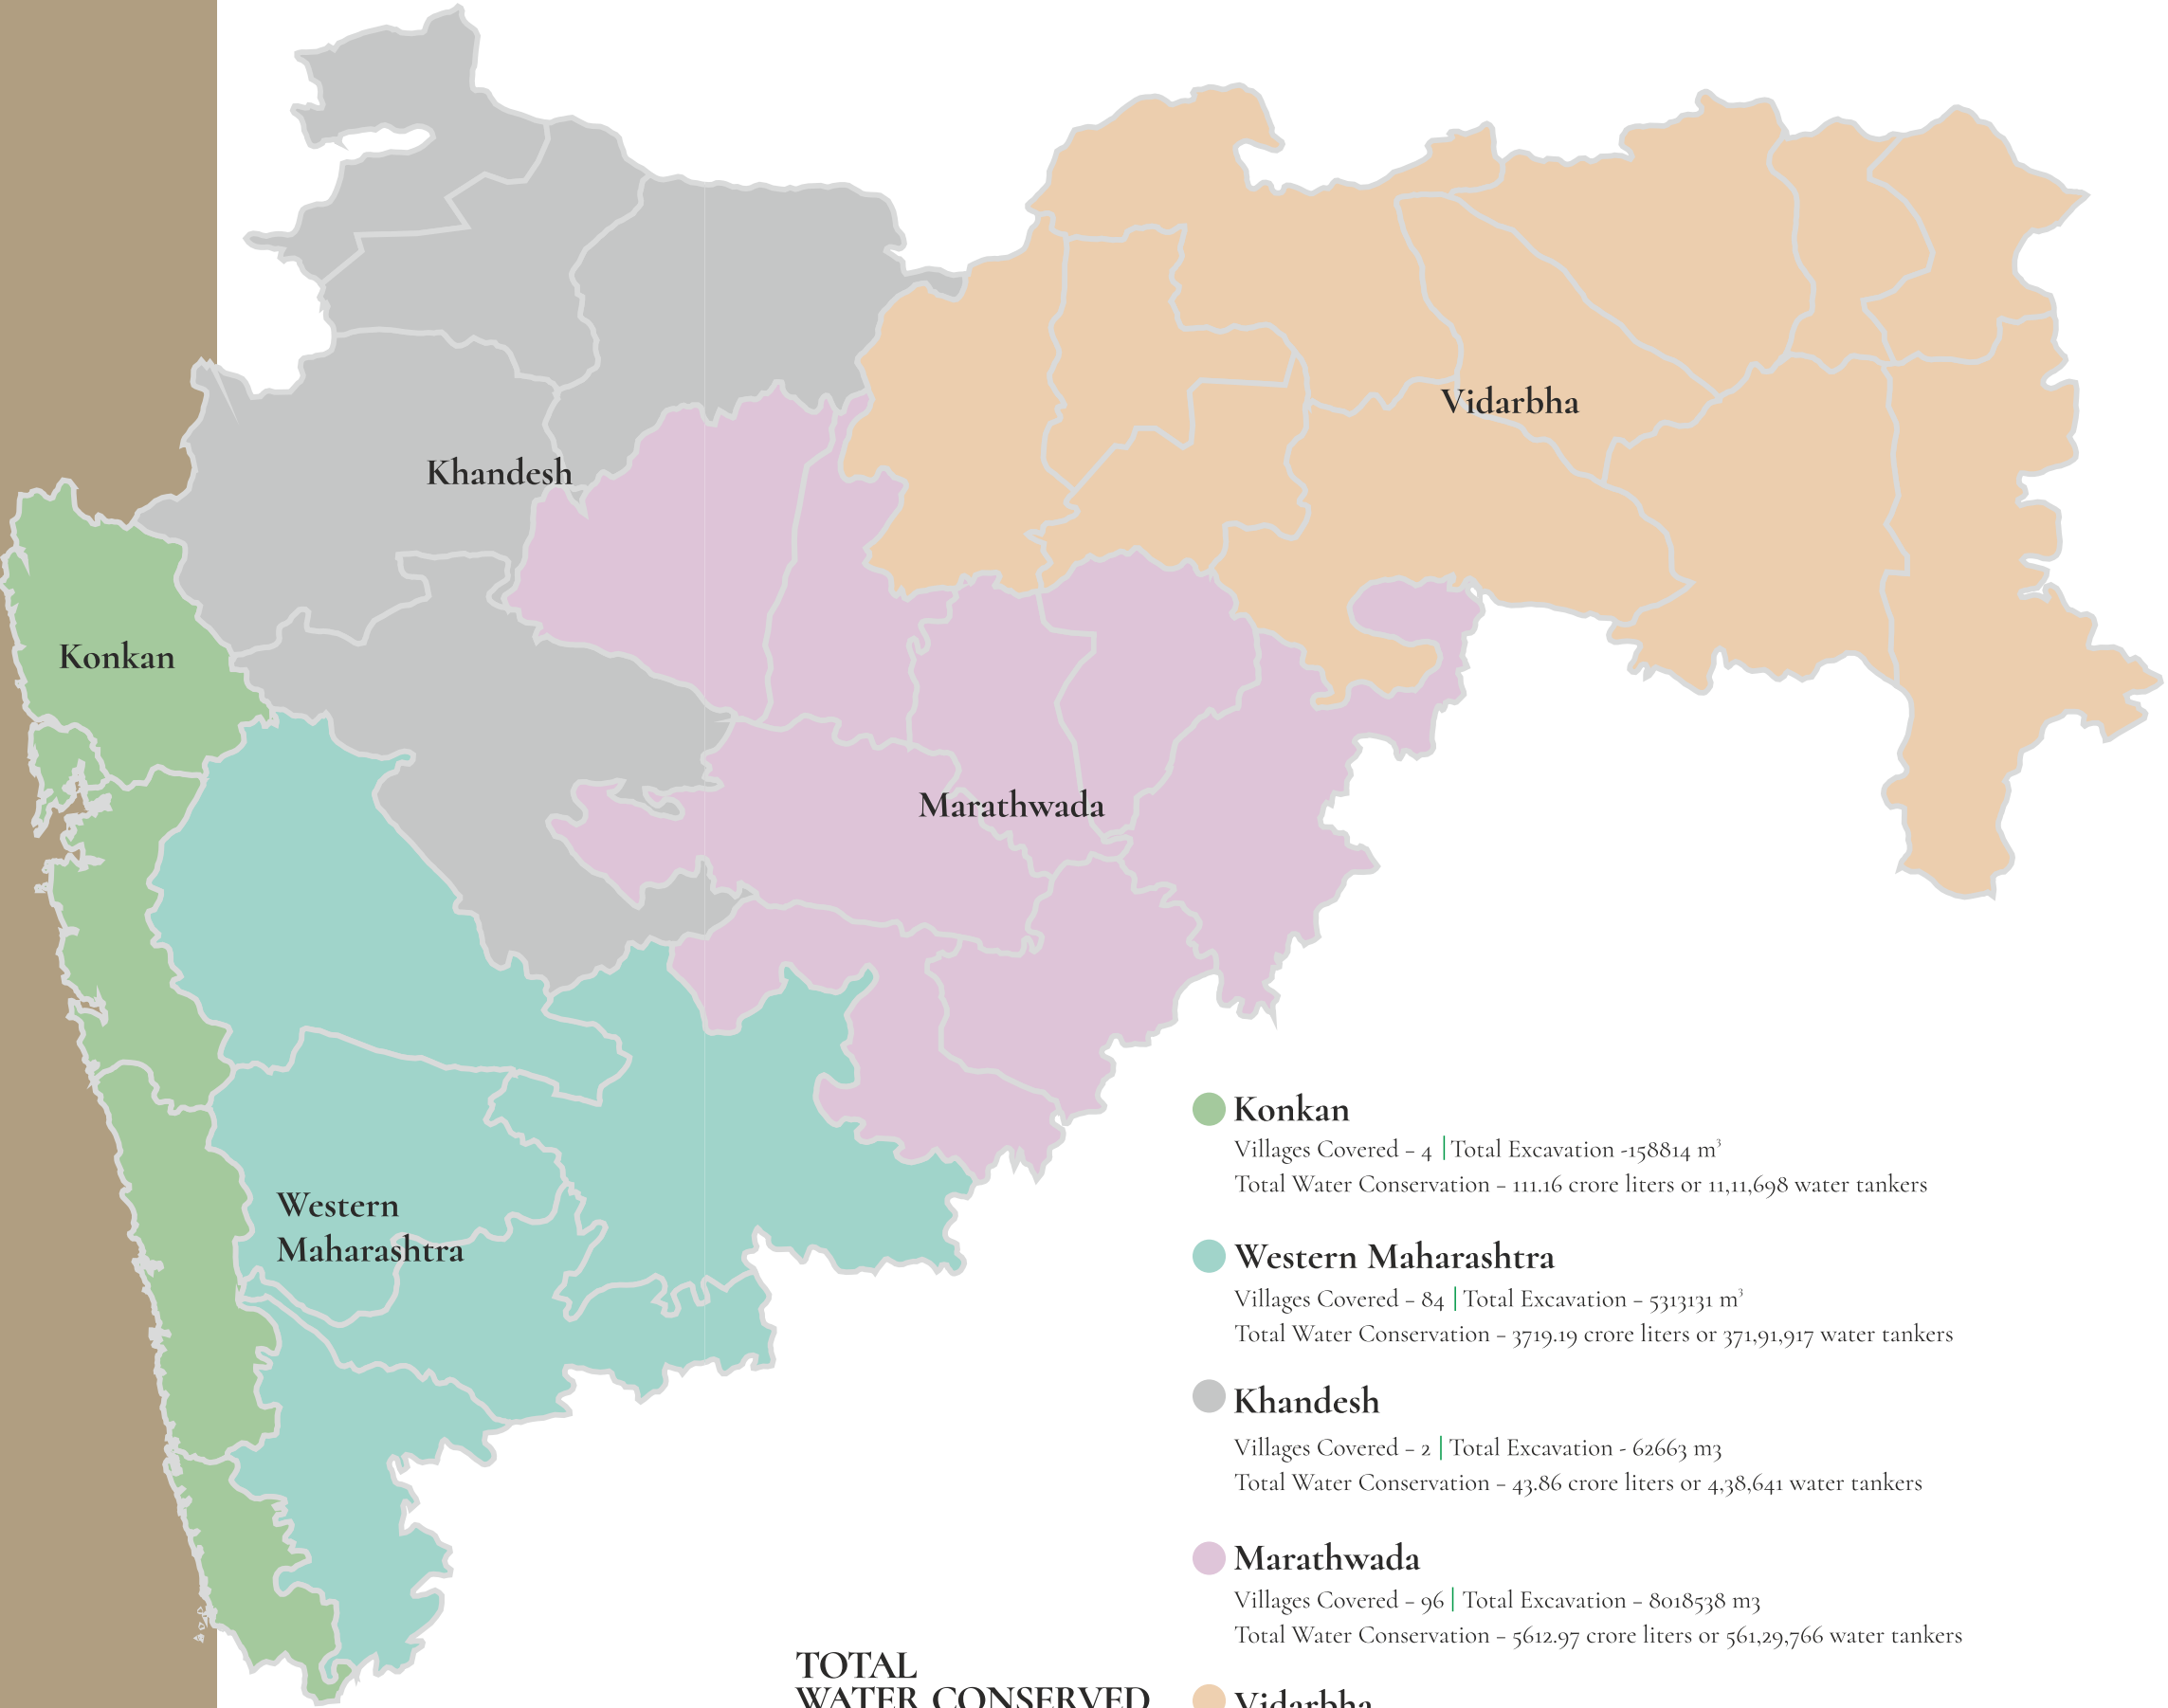 Vidarbha
Khandesh
Konkan
Marathwada
Western
Maharashtra
Konkan
Villages Covered – 4 | Total Excavation -158814 m³
Total Water Conservation – 111.16 crore liters or 11,11,698 water tankers
Western Maharashtra
Villages Covered – 84 | Total Excavation – 5313131 m³
Total Water Conservation – 3719.19 crore liters or 371,91,917 water tankers
Khandesh
Villages Covered – 2 | Total Excavation - 62663 m3
Total Water Conservation – 43.86 crore liters or 4,38,641 water tankers
Marathwada
Villages Covered – 96 | Total Excavation – 8018538 m3
Total Water Conservation – 5612.97 crore liters or 561,29,766 water tankers
TOTAL
WATER CONSERVED
Vidarbha